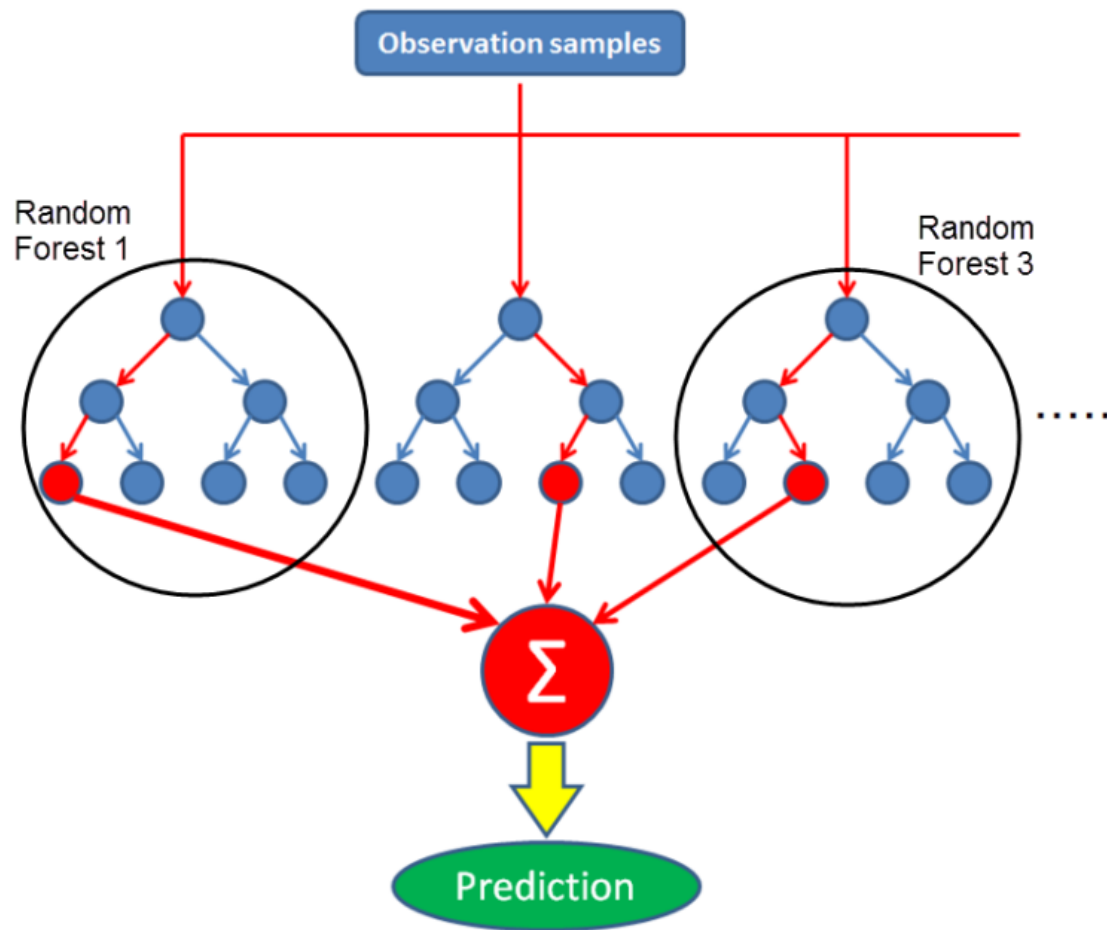 Observation samples
Random
Forest 1
Random
Forest 3
.....
Σ
Prediction